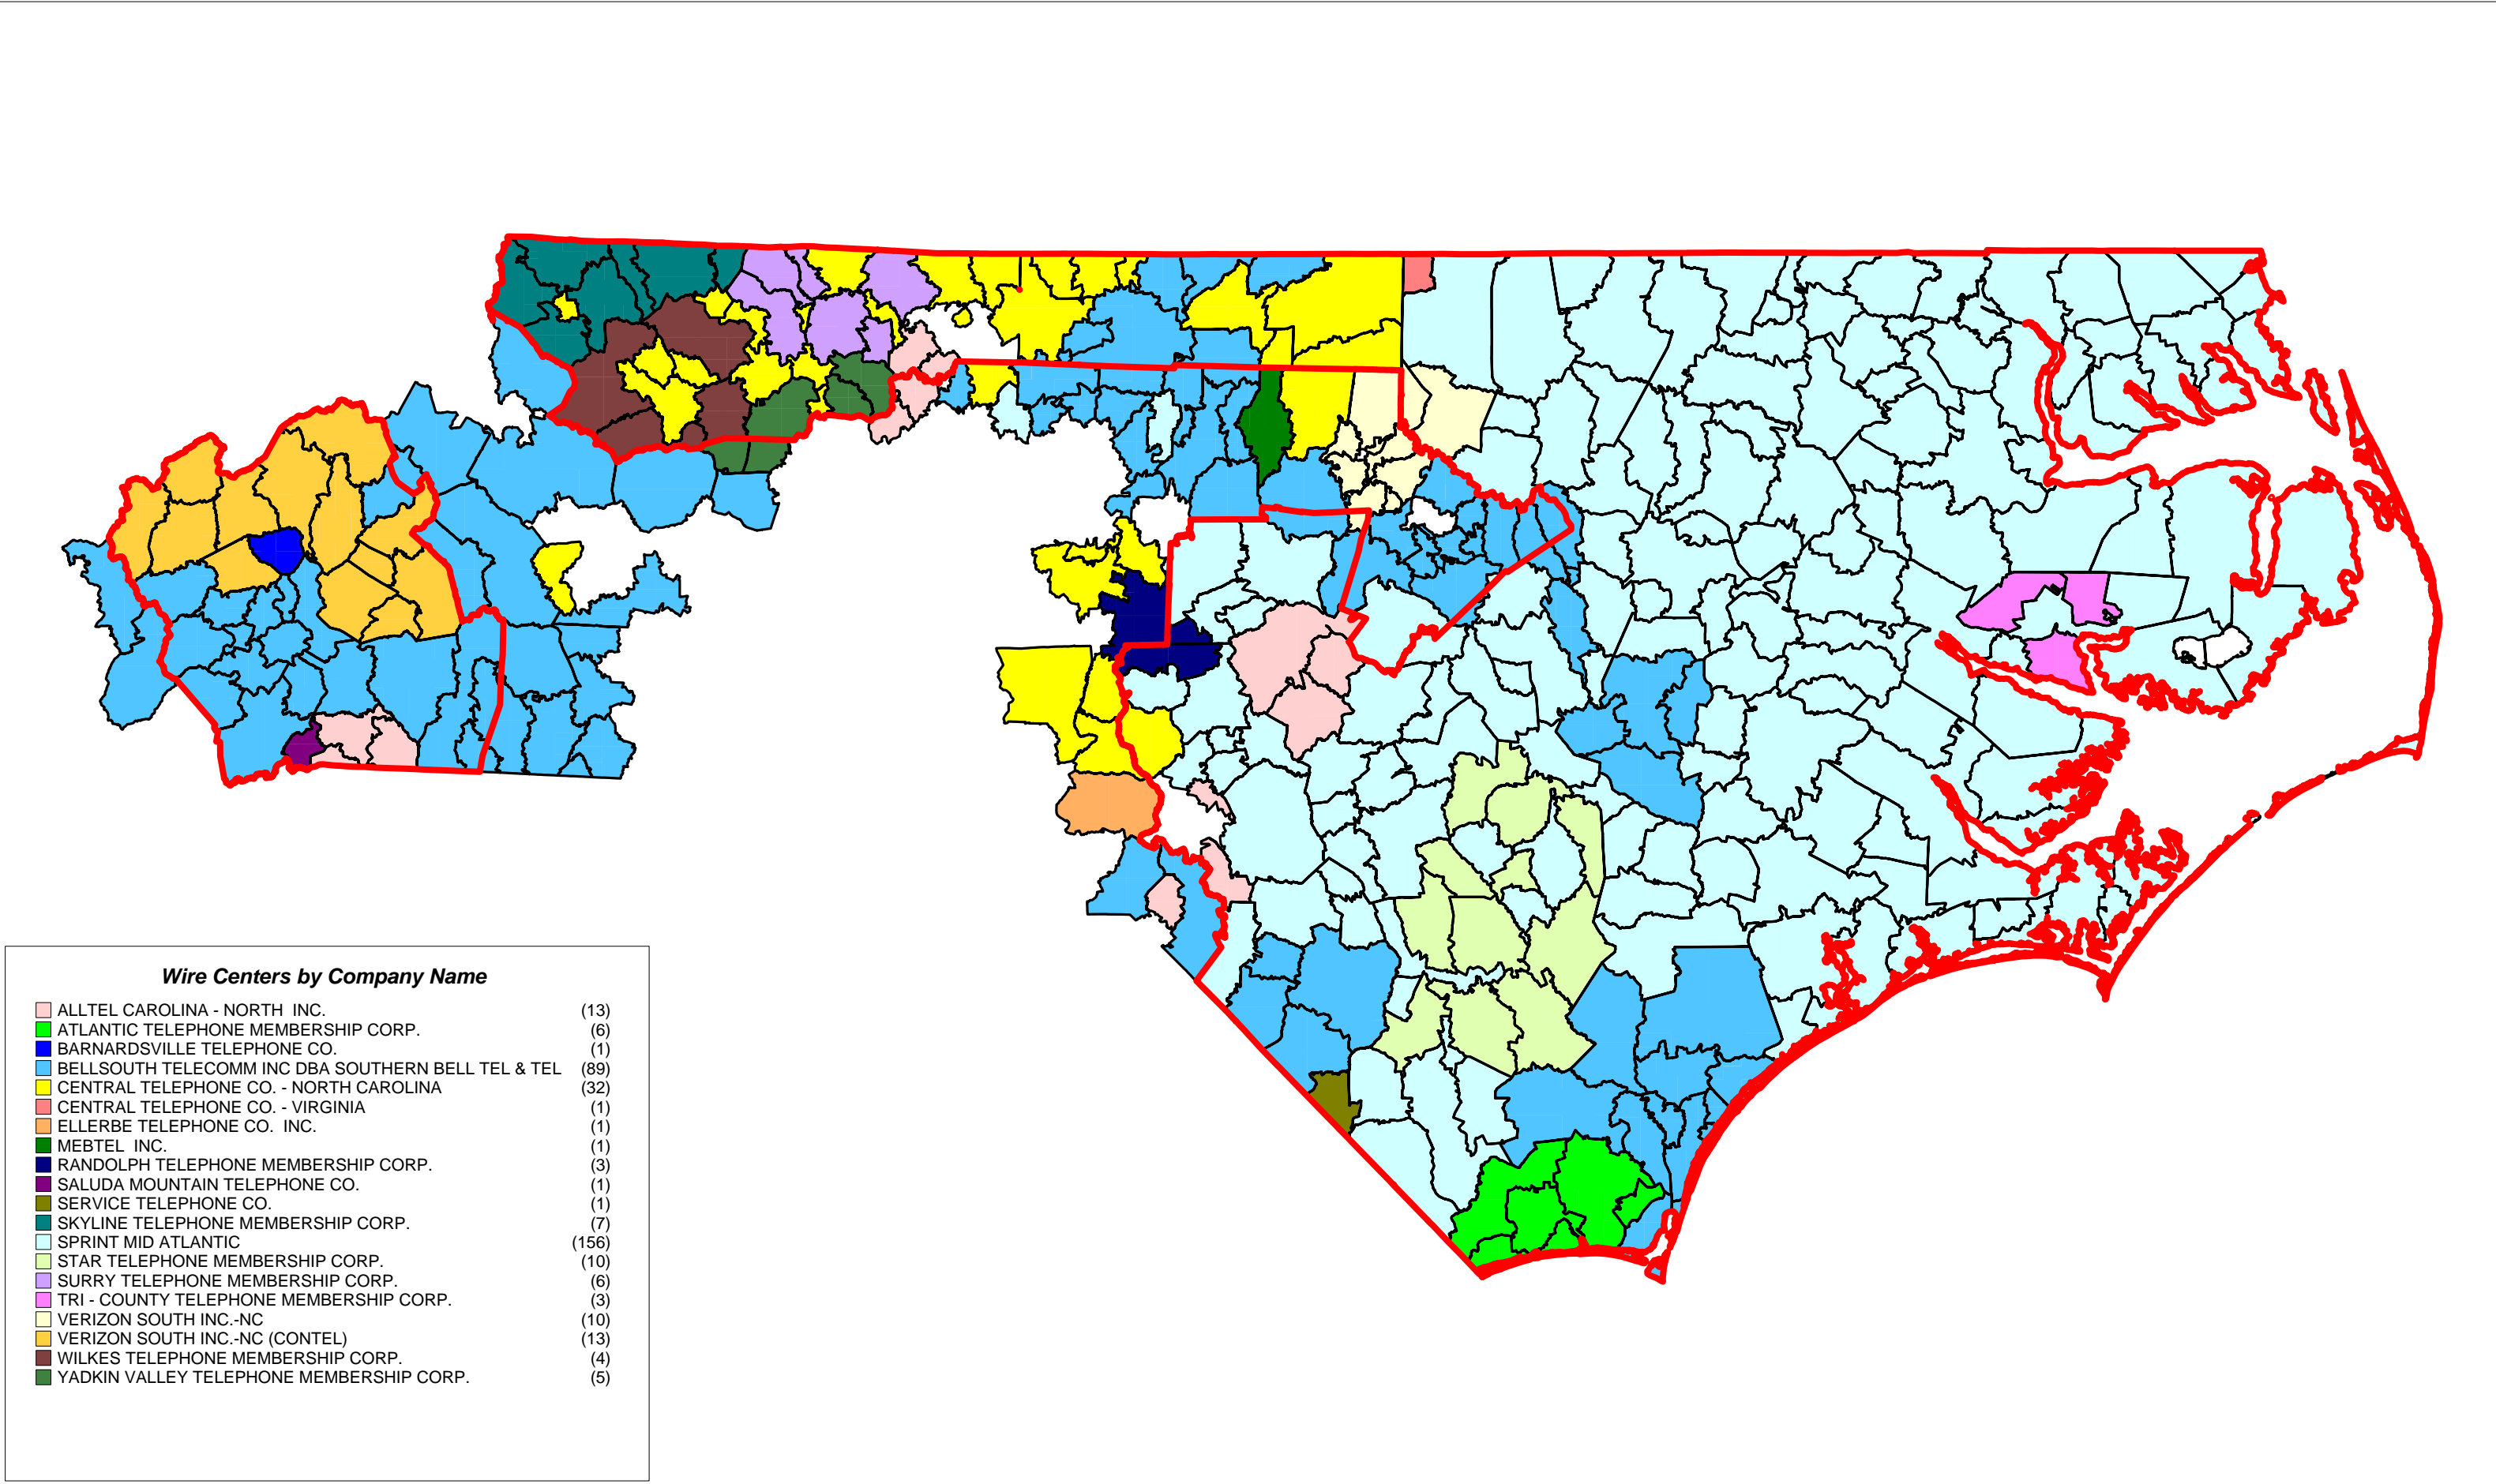 Wire Centers by Company Name
ALLTEL CAROLINA - NORTH  INC. (13)
ATLANTIC TELEPHONE MEMBERSHIP CORP. (6)
BARNARDSVILLE TELEPHONE CO. (1)
BELLSOUTH TELECOMM INC DBA SOUTHERN BELL TEL & TEL (89)
CENTRAL TELEPHONE CO. - NORTH CAROLINA (32)
CENTRAL TELEPHONE CO. - VIRGINIA (1)
ELLERBE TELEPHONE CO.  INC. (1)
MEBTEL  INC. (1)
RANDOLPH TELEPHONE MEMBERSHIP CORP. (3)
SALUDA MOUNTAIN TELEPHONE CO. (1)
SERVICE TELEPHONE CO. (1)
SKYLINE TELEPHONE MEMBERSHIP CORP. (7)
SPRINT MID ATLANTIC (156)
STAR TELEPHONE MEMBERSHIP CORP. (10)
SURRY TELEPHONE MEMBERSHIP CORP. (6)
TRI - COUNTY TELEPHONE MEMBERSHIP CORP. (3)
VERIZON SOUTH INC.-NC (10)
VERIZON SOUTH INC.-NC (CONTEL) (13)
WILKES TELEPHONE MEMBERSHIP CORP. (4)
YADKIN VALLEY TELEPHONE MEMBERSHIP CORP. (5)